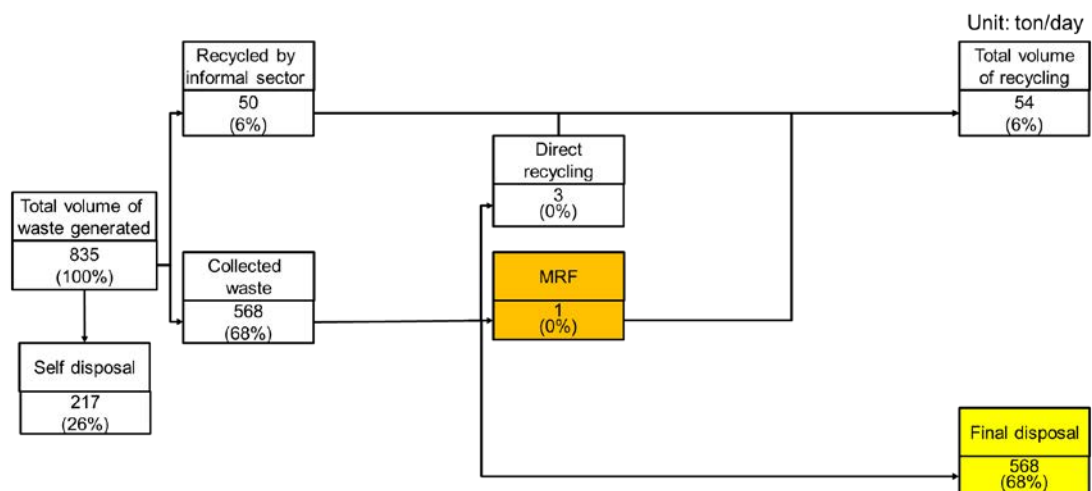 Unit: ton/day
Recycled by
informal sector
50
(6%)
Total volume
of recycling
54
(6%)
Direct
recycling
3
(0%)
Total volume of
waste generated
835
(100%)
Collected
waste
568
(68%)
MRF
1
(0%)
Self disposal
217
(26%)
Final disposal
568
(68%)